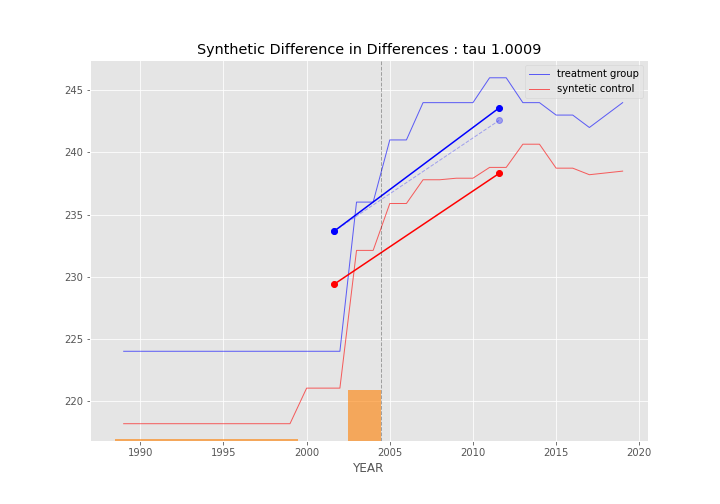 Synthetic Difference in Differences : tau 1.0009
treatment group
syntetic control
245
240
235
230
225
220
1990 1995 2000 2005 2010 2015 2020
YEAR